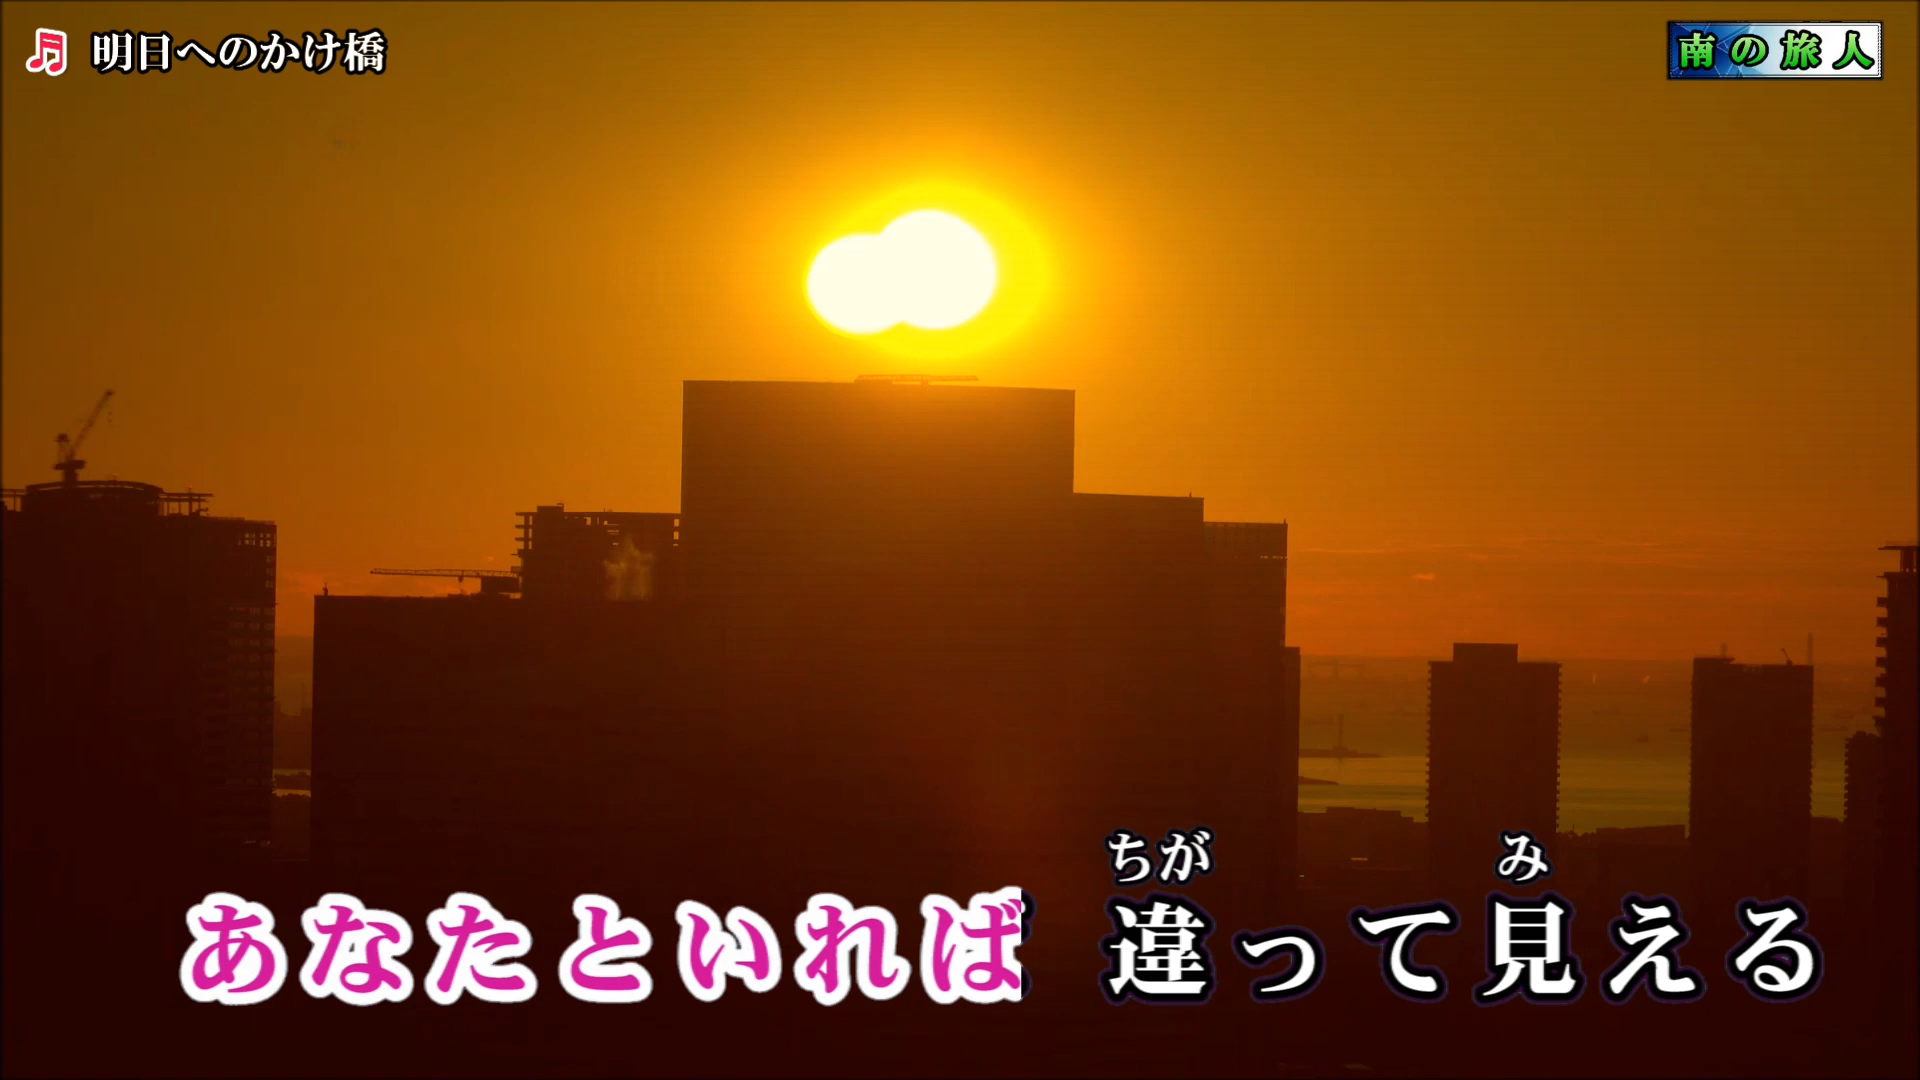 明日へのかけ橋
南の旅人
ちが み
あなたといれば 違って見える